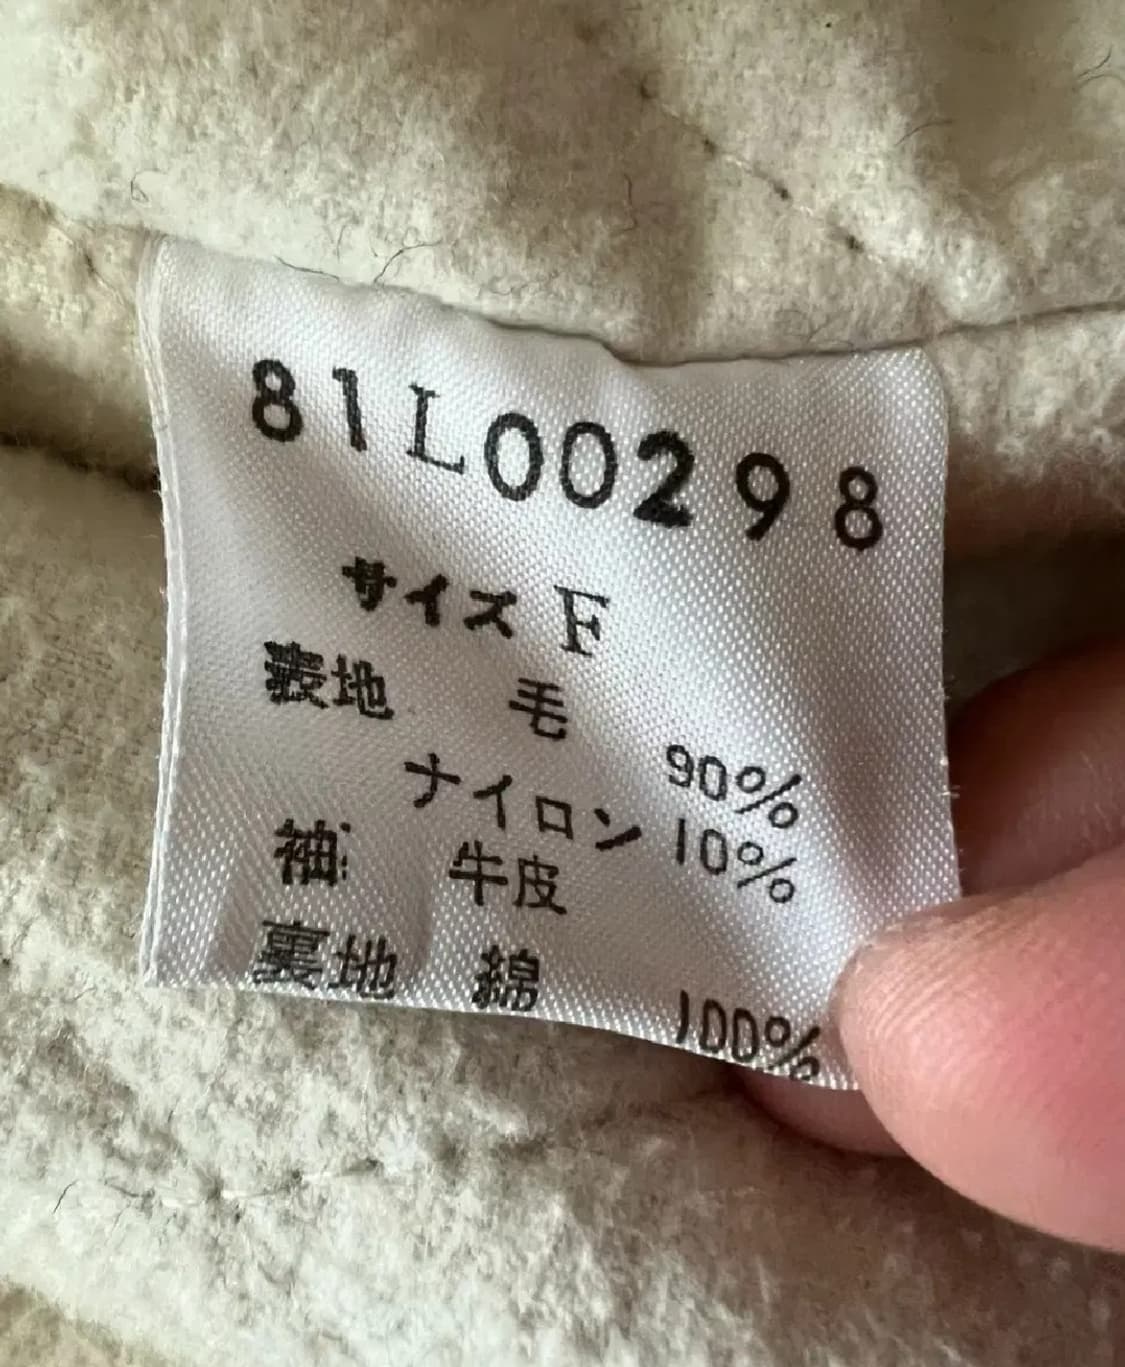 81L00298
サイズ F
表地 毛 90%
ナイロン 10%
袖 牛皮
裏地 綿 100%